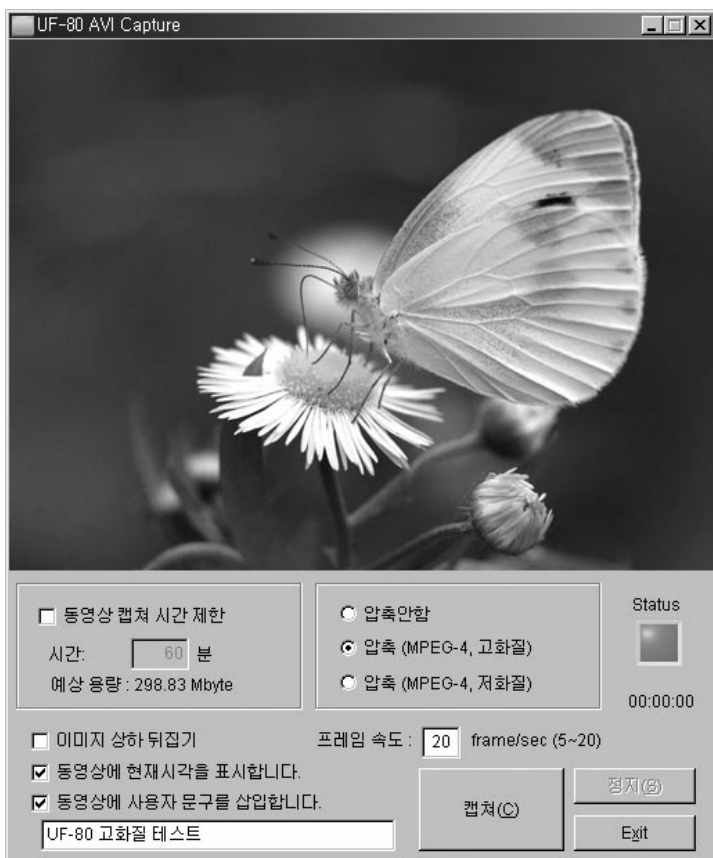 UF-80 AVI Capture
동영상 캡쳐 시간 제한
시간: 60 분
예상 용량 : 298.83 Mbyte
압축안함
압축 (MPEG-4, 고화질)
압축 (MPEG-4, 저화질)
Status
00:00:00
이미지 상하 뒤집기
프레임 속도 : 20 frame/sec (5~20)
동영상에 현재시각을 표시합니다.
동영상에 사용자 문구를 삽입합니다.
UF-80 고화질 테스트
캡쳐(C)
정지(S)
Exit